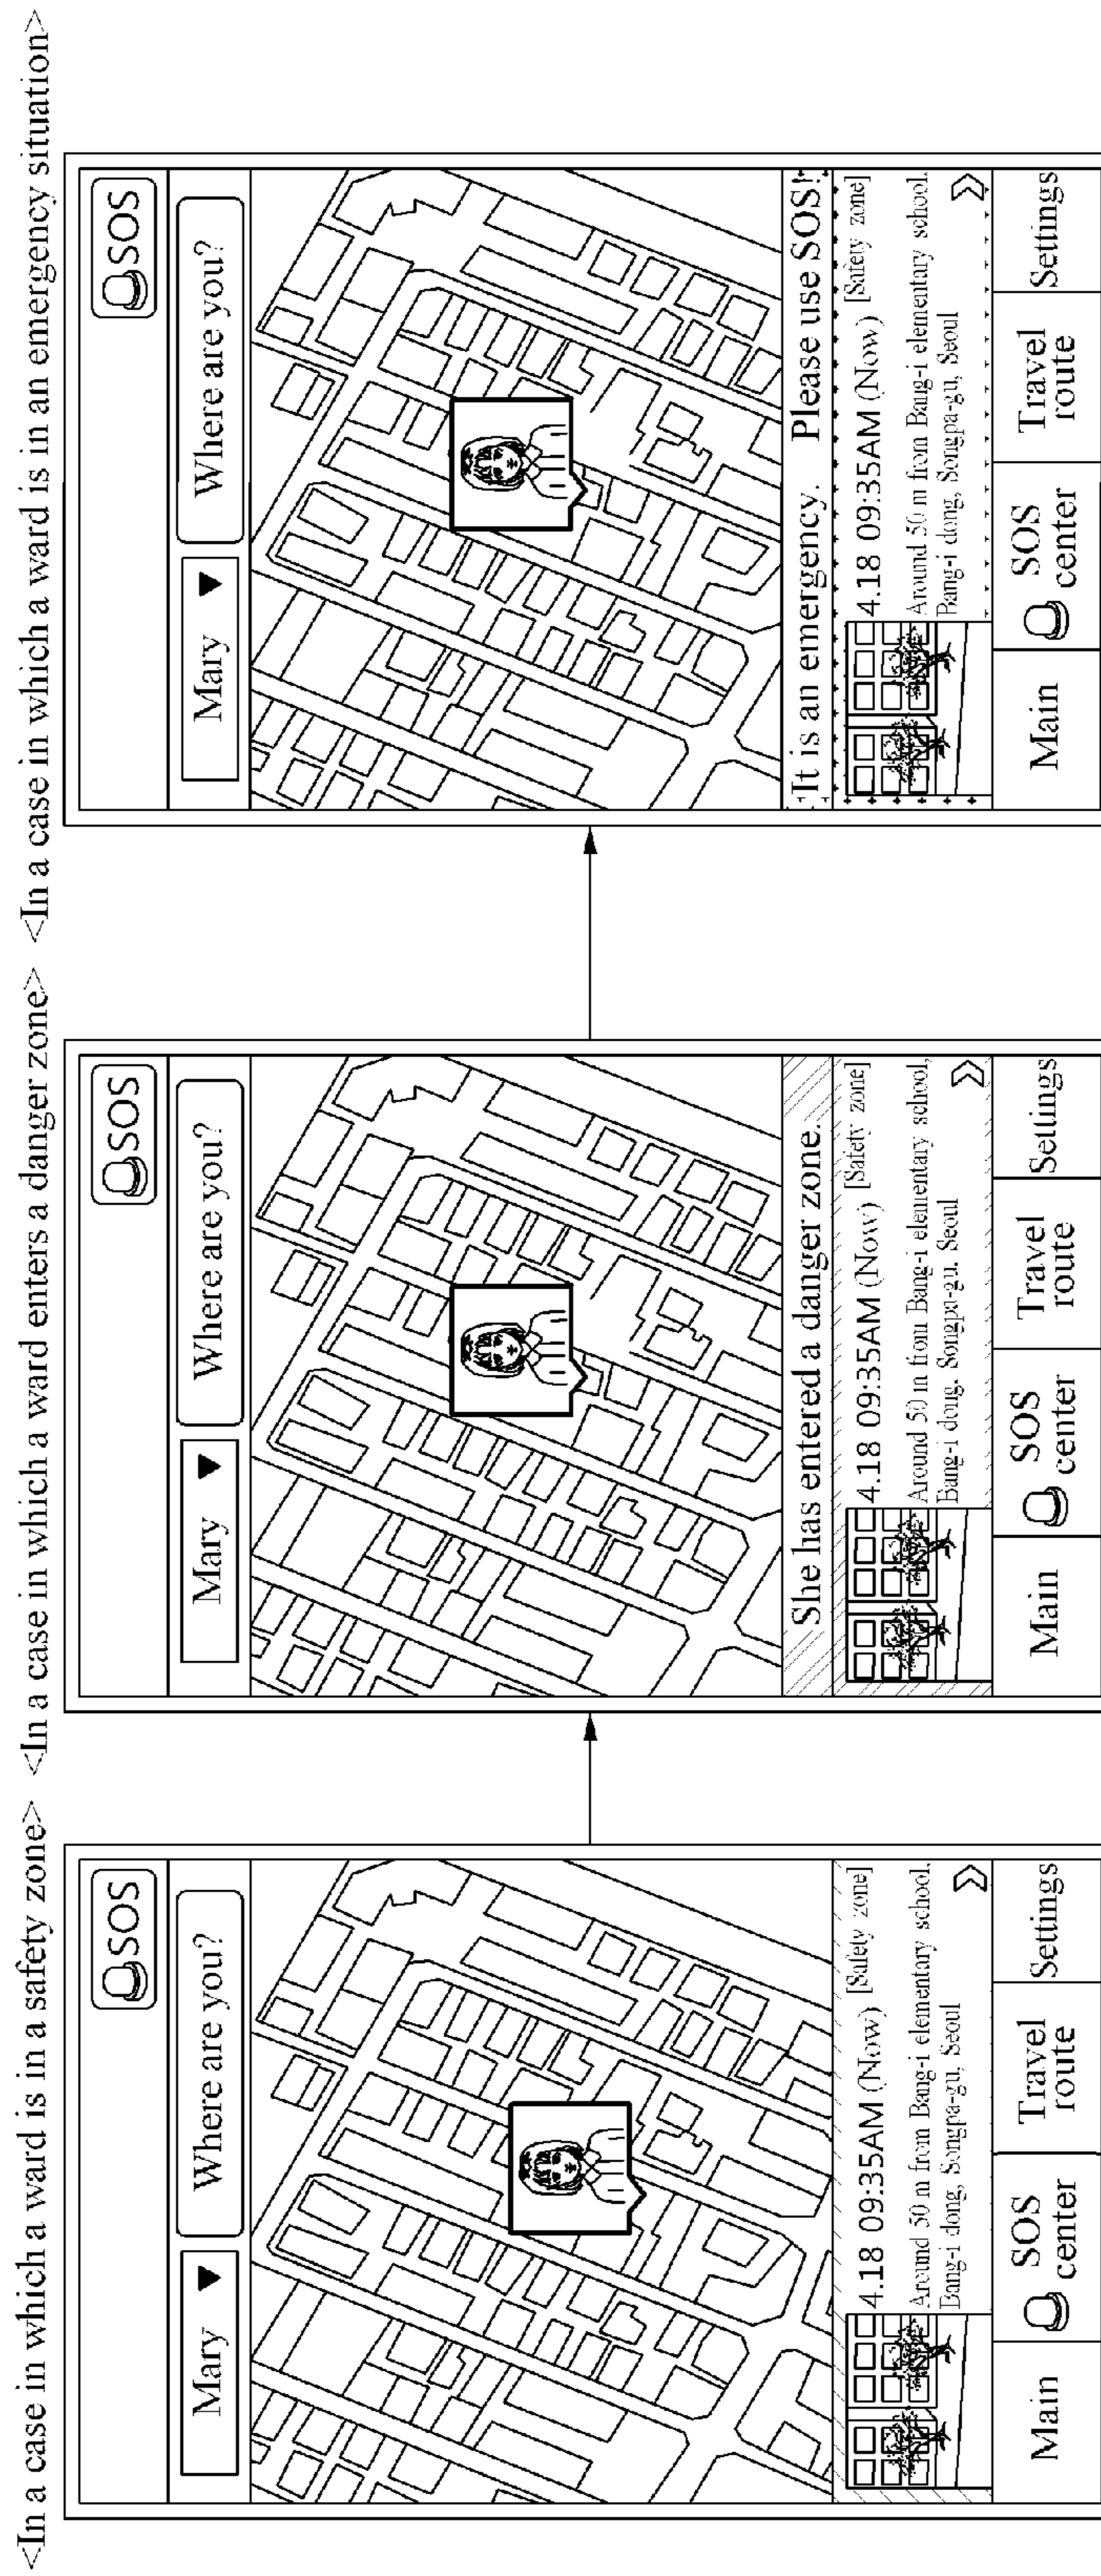 <In a case in which a ward is in a safety zone>
SOS
Mary ▼
Where are you?
4.18 09:35AM (Now) [Safety zone]
Around 50 m from Bang-i elementary school,
Bang-i dong, Songpa-gu, Seoul
Main
SOS
center
Travel
route
Settings
<In a case in which a ward enters a danger zone>
SOS
Mary ▼
Where are you?
She has entered a danger zone.
4.18 09:35AM (Now) [Safety zone]
Around 50 m from Bang-i elementary school,
Bang-i dong, Songpa-gu, Seoul
Main
SOS
center
Travel
route
Settings
<In a case in which a ward is in an emergency situation>
SOS
Mary ▼
Where are you?
It is an emergency. Please use SOS!
4.18 09:35AM (Now) [Safety zone]
Around 50 m from Bang-i elementary school,
Bang-i dong, Songpa-gu, Seoul
Main
SOS
center
Travel
route
Settings